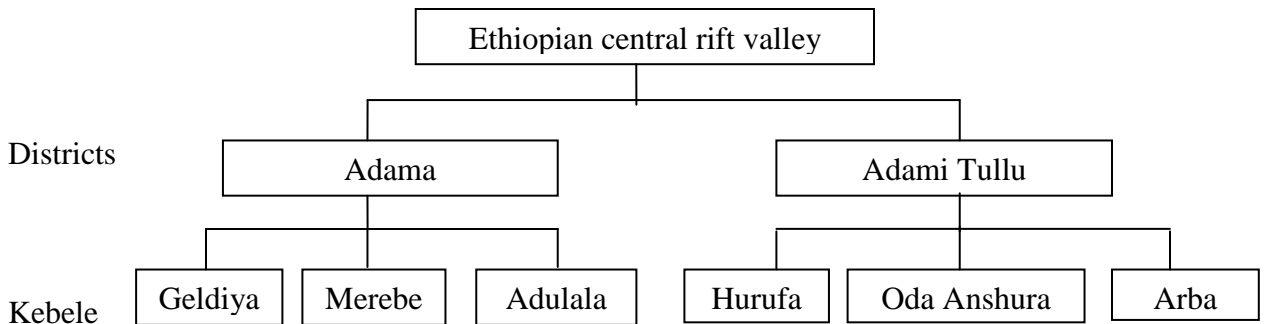 Ethiopian central rift valley
Districts
Adama
Adami Tullu
Kebele
Geldiya
Merebe
Adulala
Hurufa
Oda Anshura
Arba